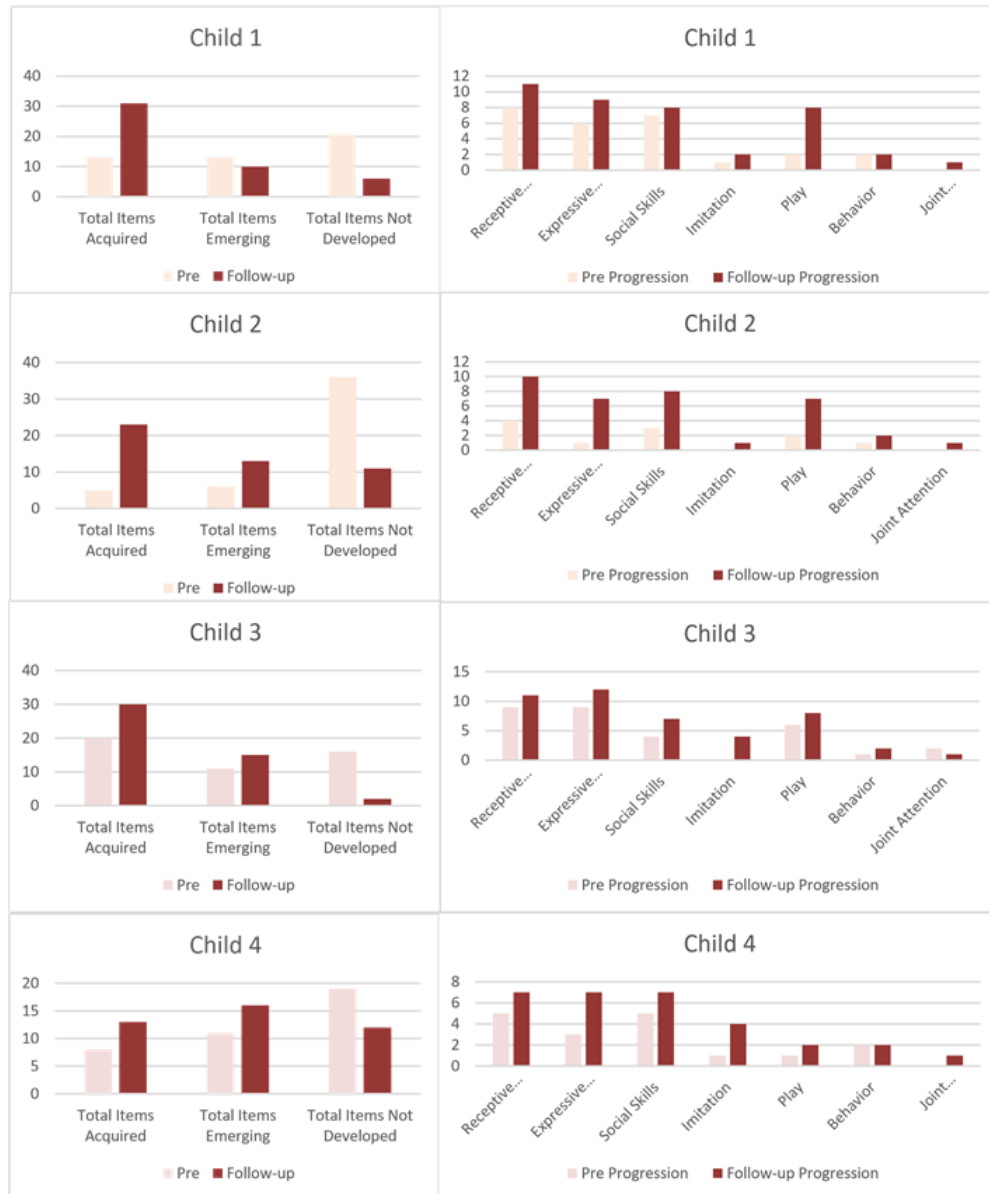 Child 1
40
30
20
10
0
Total Items
Acquired
Total Items
Emerging
Total Items Not
Developed
Pre
Follow-up
Child 1
12
10
8
6
4
2
0
Receptive...
Expressive...
Social Skills
Imitation
Play
Behavior
Joint...
Pre Progression
Follow-up Progression
Child 2
40
30
20
10
0
Total Items
Acquired
Total Items
Emerging
Total Items Not
Developed
Pre
Follow-up
Child 2
12
10
8
6
4
2
0
Receptive...
Expressive...
Social Skills
Imitation
Play
Behavior
Joint Attention
Pre Progression
Follow-up Progression
Child 3
40
30
20
10
0
Total Items
Acquired
Total Items
Emerging
Total Items Not
Developed
Pre
Follow-up
Child 3
15
10
5
0
Receptive...
Expressive...
Social Skills
Imitation
Play
Behavior
Joint Attention
Pre Progression
Follow-up Progression
Child 4
20
15
10
5
0
Total Items
Acquired
Total Items
Emerging
Total Items Not
Developed
Pre
Follow-up
Child 4
8
6
4
2
0
Receptive...
Expressive...
Social Skills
Imitation
Play
Behavior
Joint...
Pre Progression
Follow-up Progression